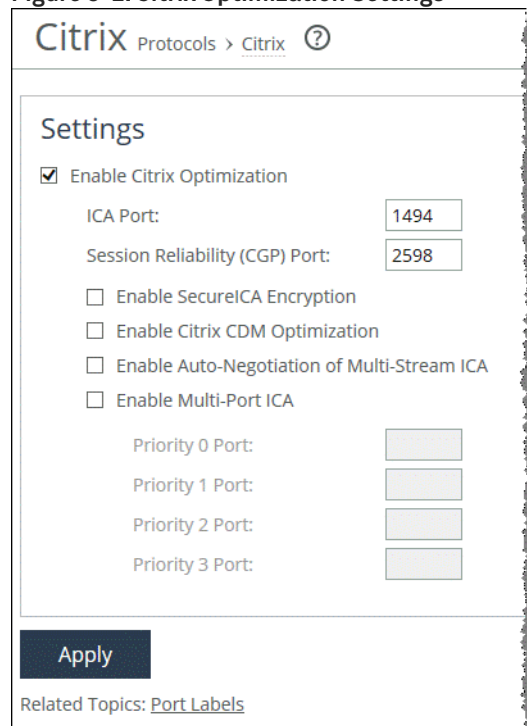 Citrix Protocols > Citrix ?
Settings
Enable Citrix Optimization
ICA Port: 1494
Session Reliability (CGP) Port: 2598
Enable SecureICA Encryption
Enable Citrix CDM Optimization
Enable Auto-Negotiation of Multi-Stream ICA
Enable Multi-Port ICA
Priority 0 Port:
Priority 1 Port:
Priority 2 Port:
Priority 3 Port:
Apply
Related Topics: Port Labels